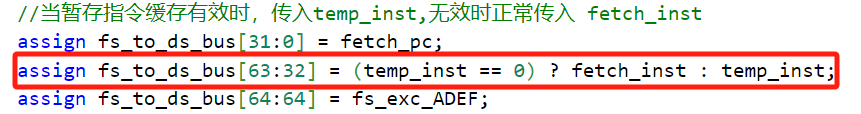 //当暂存指令缓存有效时，传入temp_inst,无效时正常传入 fetch_inst
assign fs_to_ds_bus[31:0] = fetch_pc;
assign fs_to_ds_bus[63:32] = (temp_inst == 0) ? fetch_inst : temp_inst;
assign fs_to_ds_bus[64:64] = fs_exc_ADEF;